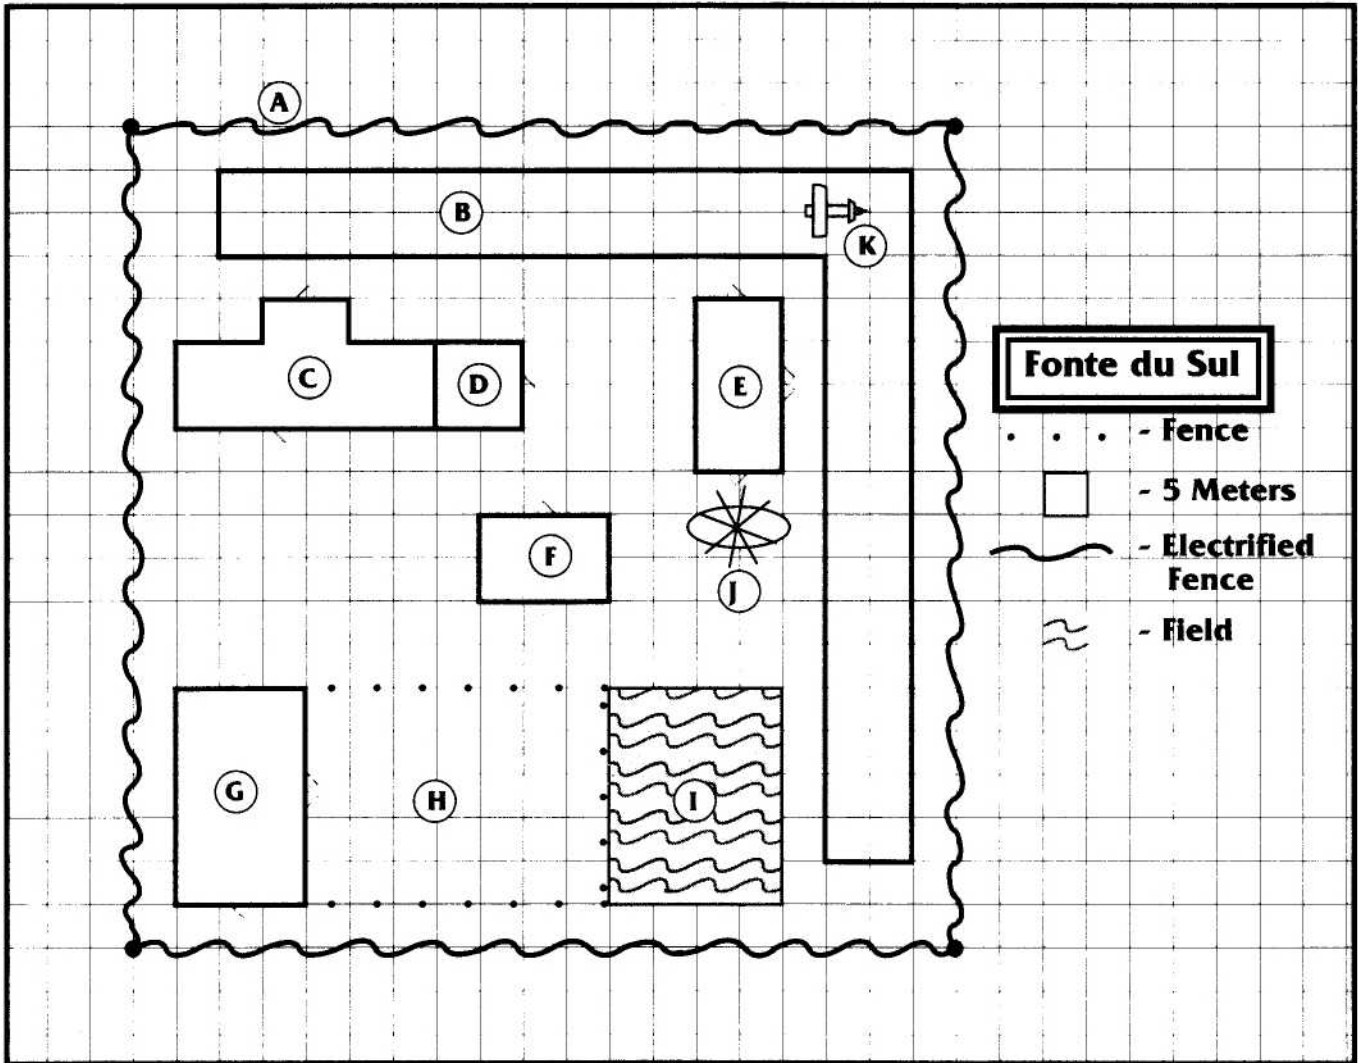 A
B
K
C
D
E
Fonte du Sul
- Fence
- 5 Meters
- Electrified
Fence
- Field
F
J
G
H
I